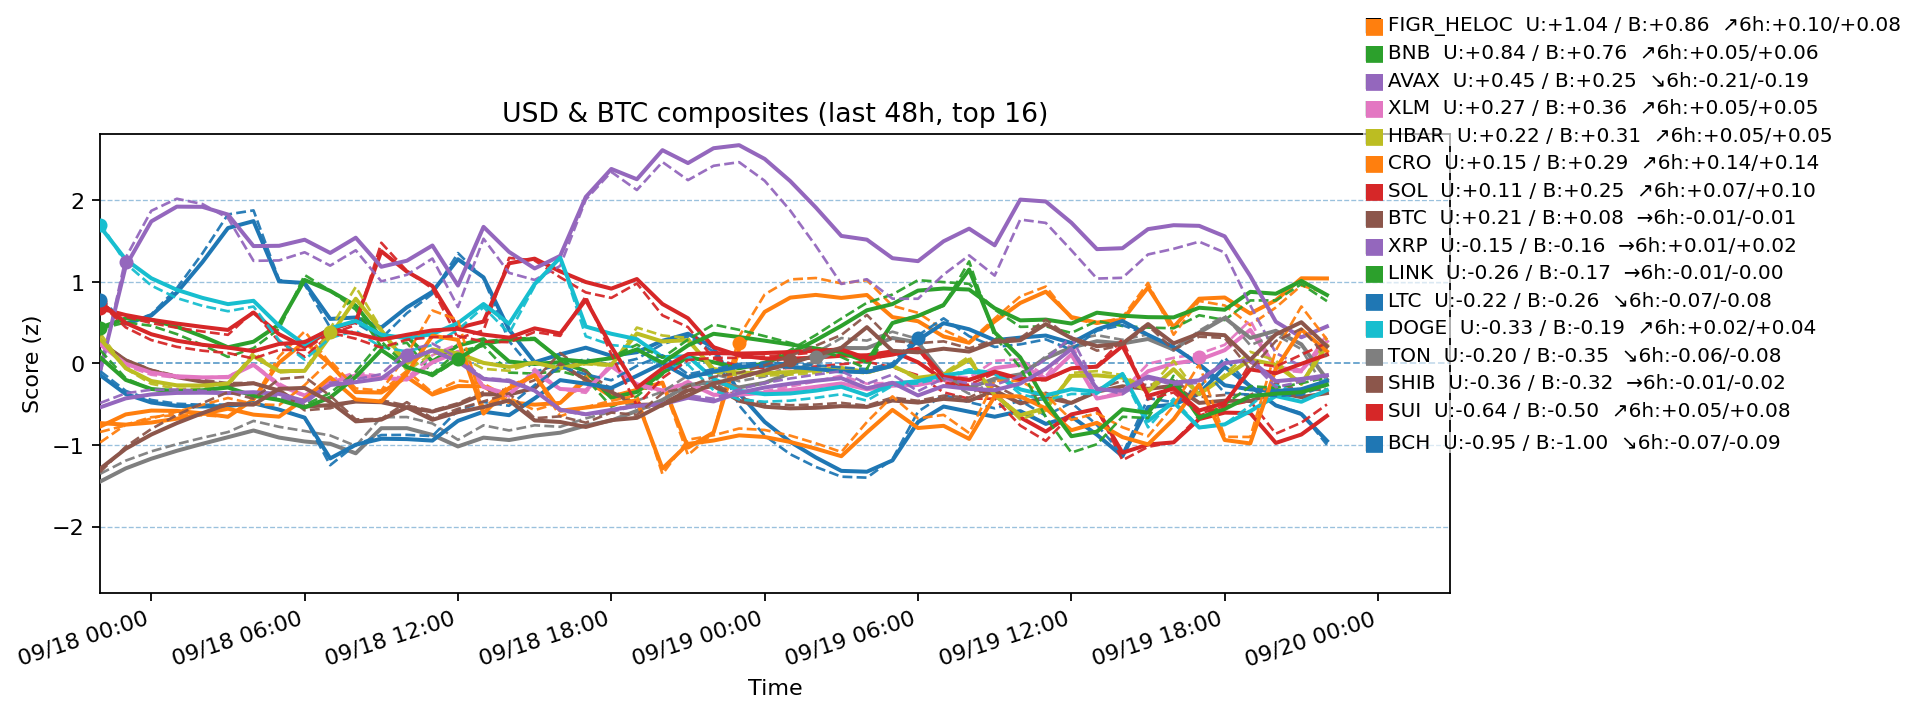 FIGR_HELOC  U:+1.04 / B:+0.86  ↗6h:+0.10/+0.08
BNB  U:+0.84 / B:+0.76  ↗6h:+0.05/+0.06
AVAX  U:+0.45 / B:+0.25  ↘6h:-0.21/-0.19
XLM  U:+0.27 / B:+0.36  ↗6h:+0.05/+0.05
HBAR  U:+0.22 / B:+0.31  ↗6h:+0.05/+0.05
CRO  U:+0.15 / B:+0.29  ↗6h:+0.14/+0.14
SOL  U:+0.11 / B:+0.25  ↗6h:+0.07/+0.10
BTC  U:+0.21 / B:+0.08  →6h:-0.01/-0.01
XRP  U:-0.15 / B:-0.16  →6h:+0.01/+0.02
LINK  U:-0.26 / B:-0.17  →6h:-0.01/-0.00
LTC  U:-0.22 / B:-0.26  ↘6h:-0.07/-0.08
DOGE  U:-0.33 / B:-0.19  ↗6h:+0.02/+0.04
TON  U:-0.20 / B:-0.35  ↘6h:-0.06/-0.08
SHIB  U:-0.36 / B:-0.32  →6h:-0.01/-0.02
SUI  U:-0.64 / B:-0.50  ↗6h:+0.05/+0.08
BCH  U:-0.95 / B:-1.00  ↘6h:-0.07/-0.09
USD & BTC composites (last 48h, top 16)
Score (z)
2
1
0
−1
−2
09/18 00:00
09/18 06:00
09/18 12:00
09/18 18:00
09/19 00:00
09/19 06:00
09/19 12:00
09/19 18:00
09/20 00:00
Time